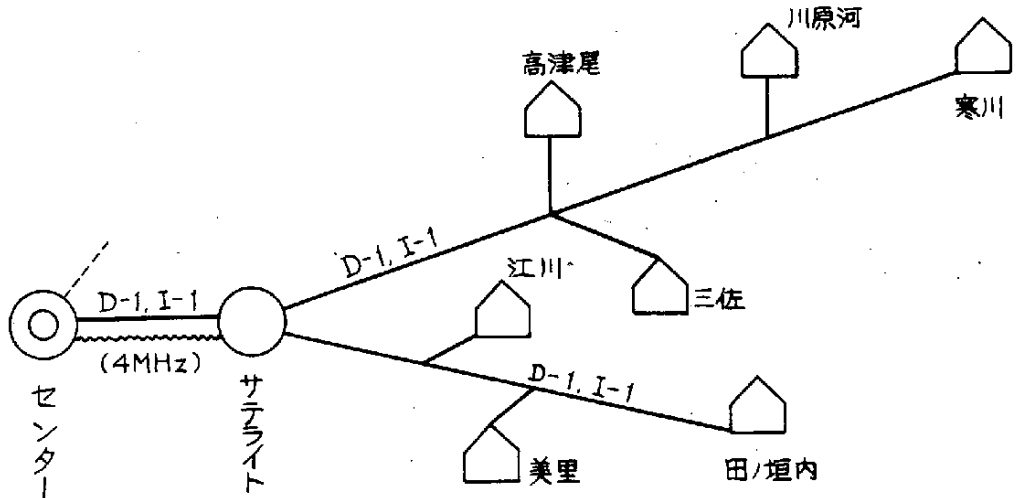 川原河
高津尾
寒川
D-1, I-1
江川
三佐
D-1, I-1
(4MHz)
D-1, I-1
センター
サテライト
美里
田ノ垣内